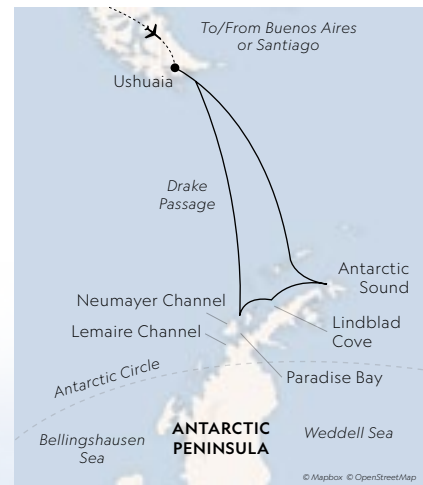 To/From Buenos Aires
or Santiago
Ushuaia
Drake
Passage
Antarctic
Sound
Neumayer Channel
Lindblad
Cove
Lemaire Channel
Paradise Bay
Antarctic Circle
ANTARCTIC
PENINSULA
Weddell Sea
Bellingshausen
Sea
© Mapbox © OpenStreetMap